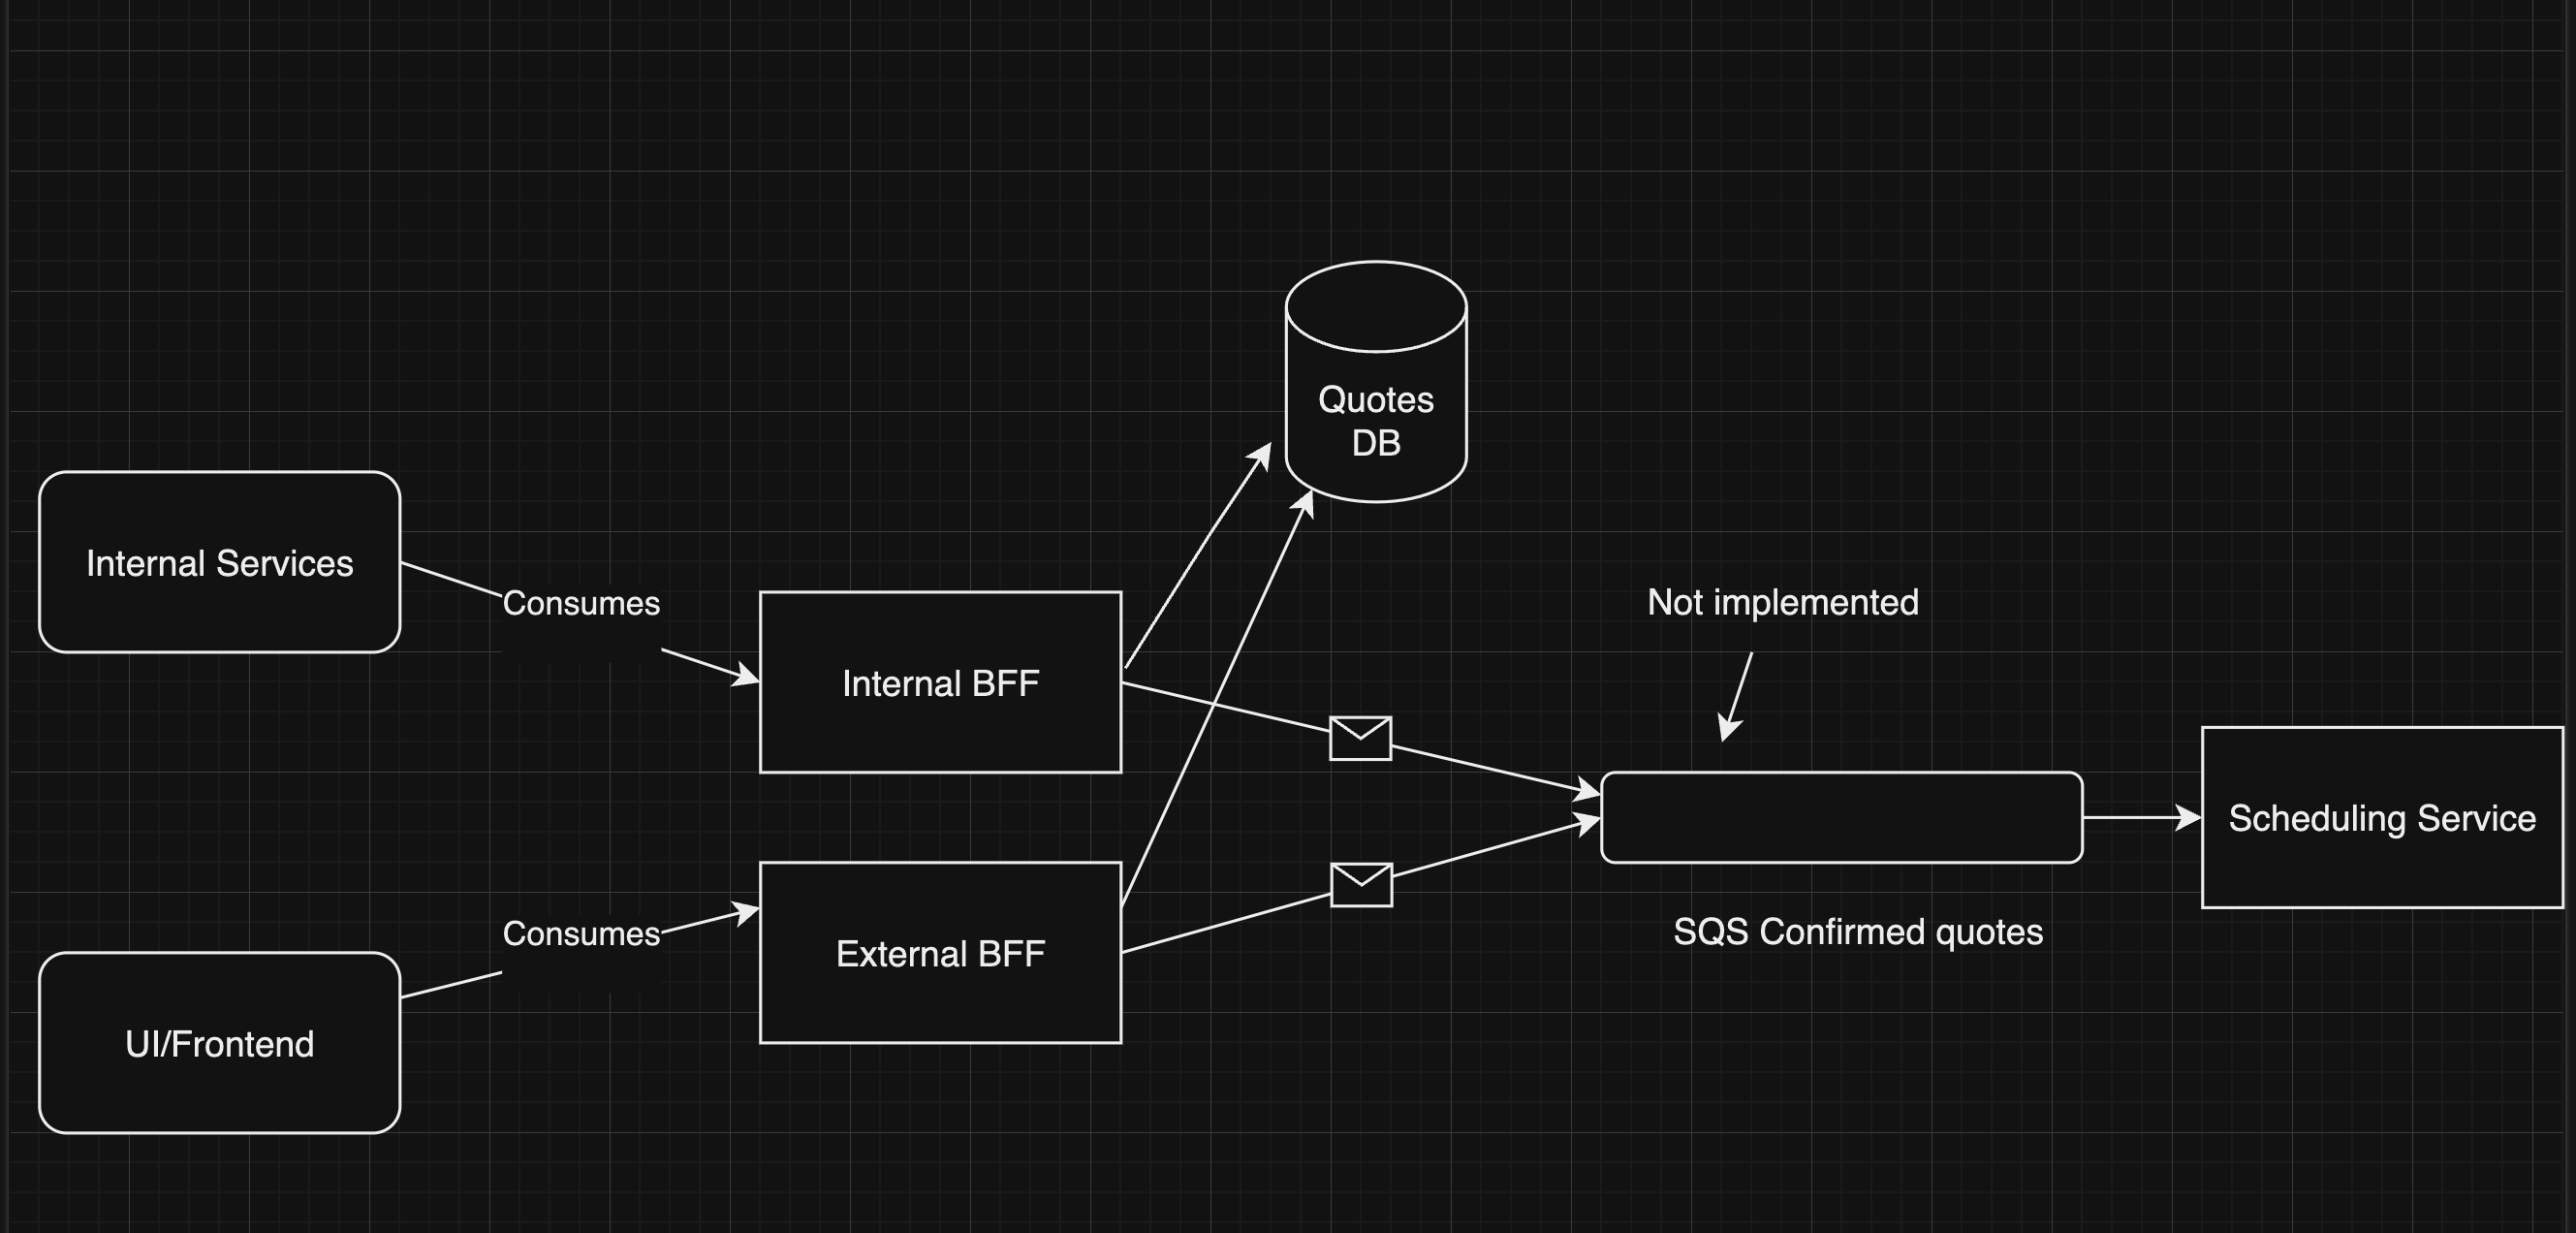 Quotes
DB
Internal Services
Consumes
Not implemented
Internal BFF
Scheduling Service
Consumes
SQS Confirmed quotes
External BFF
UI/Frontend